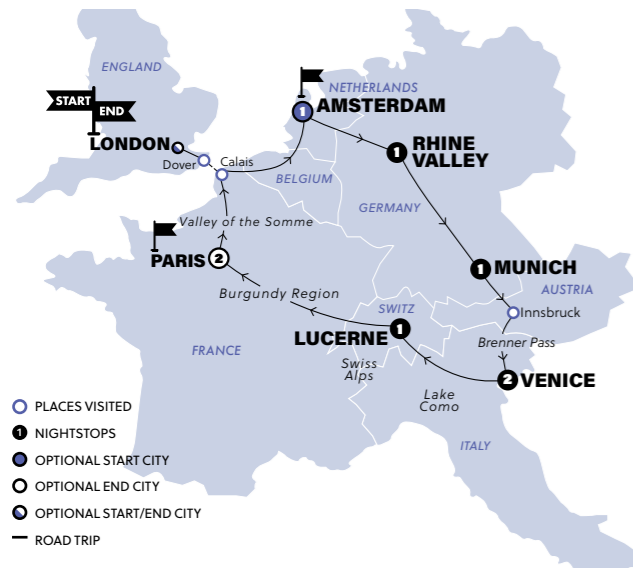 ENGLAND
START
END
LONDON
Dover
Calais
NETHERLANDS
1
AMSTERDAM
BELGIUM
1
RHINE
VALLEY
GERMANY
1
MUNICH
AUSTRIA
Innsbruck
Brenner Pass
2
VENICE
ITALY
Lake
Como
SWITZ
1
LUCERNE
Swiss
Alps
Burgundy Region
PARIS
2
Valley of the Somme
FRANCE
PLACES VISITED
1 NIGHTSTOPS
OPTIONAL START CITY
OPTIONAL END CITY
OPTIONAL START/END CITY
ROAD TRIP